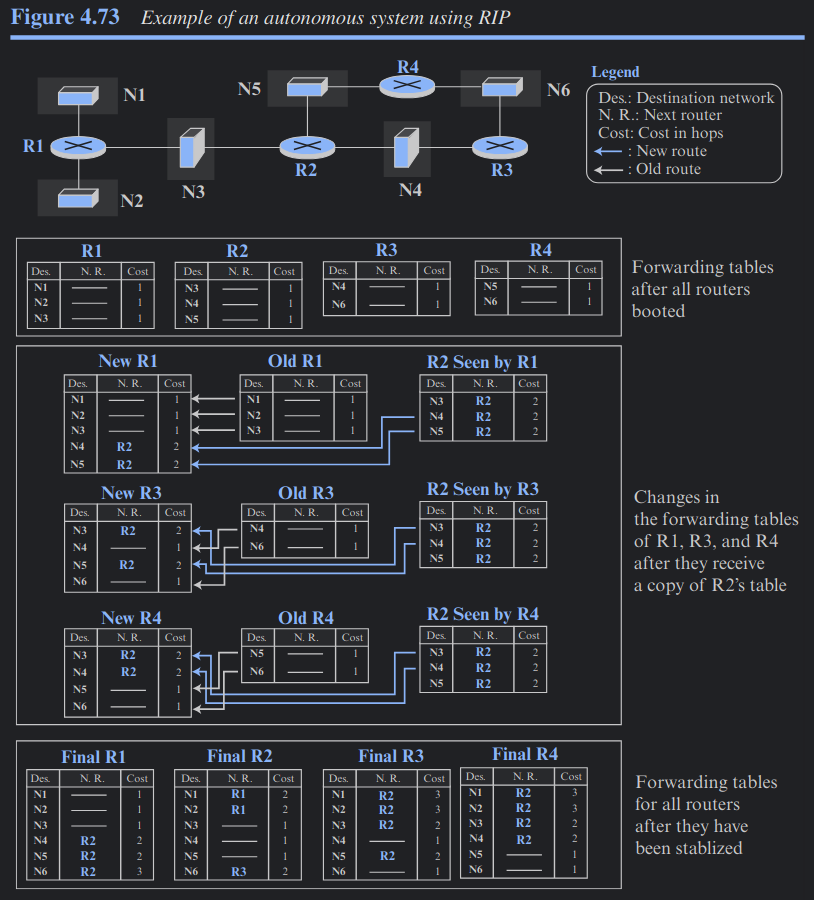 Figure 4.73 Example of an autonomous system using RIP
R4
Legend
N1
N5
N6
Des.: Destination network
N. R.: Next router
Cost: Cost in hops
: New route
: Old route
R1
R2
R3
N2
N3
N4
R1
Des. N. R. Cost
N1 1
N2 1
N3 1
R2
Des. N. R. Cost
N3 1
N4 1
N5 1
R3
Des. N. R. Cost
N4 1
N6 1
R4
Des. N. R. Cost
N5 1
N6 1
Forwarding tables
after all routers
booted
New R1
Des. N. R. Cost
N1 1
N2 1
N3 1
N4 R2 2
N5 R2 2
Old R1
Des. N. R. Cost
N1 1
N2 1
N3 1
R2 Seen by R1
Des. N. R. Cost
N3 R2 2
N4 R2 2
N5 R2 2
New R3
Des. N. R. Cost
N3 R2 2
N4 1
N5 R2 2
N6 1
Old R3
Des. N. R. Cost
N4 1
N6 1
R2 Seen by R3
Des. N. R. Cost
N3 R2 2
N4 R2 2
N5 R2 2
New R4
Des. N. R. Cost
N3 R2 2
N4 R2 2
N5 1
N6 1
Old R4
Des. N. R. Cost
N5 1
N6 1
R2 Seen by R4
Des. N. R. Cost
N3 R2 2
N4 R2 2
N5 R2 2
Changes in
the forwarding tables
of R1, R3, and R4
after they receive
a copy of R2’s table
Final R1
Des. N. R. Cost
N1 1
N2 1
N3 1
N4 R2 2
N5 R2 2
N6 R2 3
Final R2
Des. N. R. Cost
N1 R1 2
N2 R1 2
N3 1
N4 1
N5 1
N6 R3 2
Final R3
Des. N. R. Cost
N1 R2 3
N2 R2 3
N3 R2 2
N4 1
N5 R2 2
N6 1
Final R4
Des. N. R. Cost
N1 R2 3
N2 R2 3
N3 R2 2
N4 R2 2
N5 1
N6 1
Forwarding tables
for all routers
after they have
been stablized